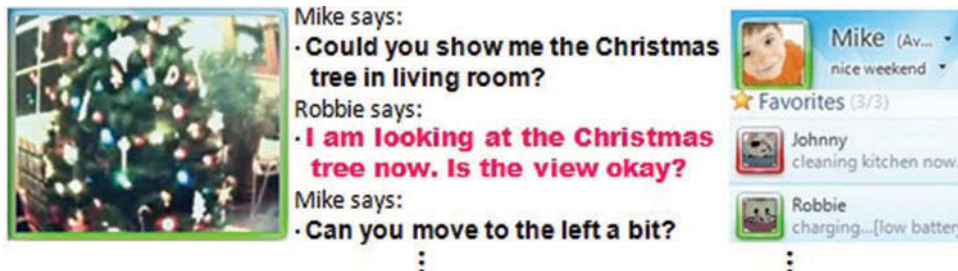 Mike says:
· Could you show me the Christmas
tree in living room?
Robbie says:
· I am looking at the Christmas
tree now. Is the view okay?
Mike says:
· Can you move to the left a bit?
⋮
Mike (Av...
nice weekend
Favorites (3/3)
Johnny
cleaning kitchen now.
Robbie
charging...[low battery
⋮